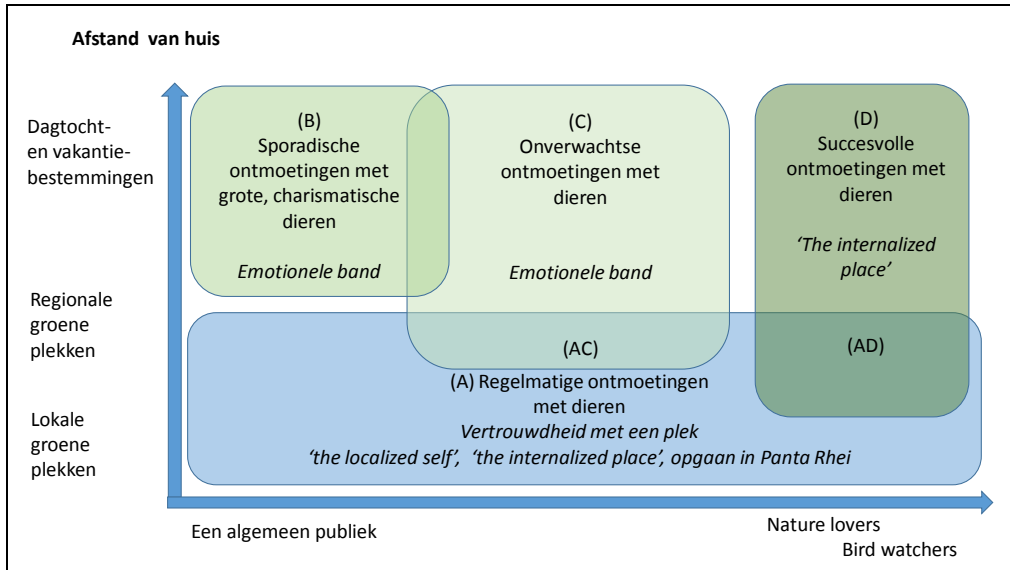 Afstand van huis
Dagtocht-
en vakantie-
bestemmingen
(B)
Sporadische
ontmoetingen met
grote, charismatische
dieren
Emotionele band
(C)
Onverwachtse
ontmoetingen met
dieren
Emotionele band
(D)
Succesvolle
ontmoetingen met
dieren
‘The internalized
place’
Regionale
groene
plekken
(AC)
(AD)
(A) Regelmatige ontmoetingen
met dieren
Vertrouwdheid met een plek
‘the localized self’, ‘the internalized place’, opgaan in Panta Rhei
Lokale
groene
plekken
Een algemeen publiek
Nature lovers
Bird watchers